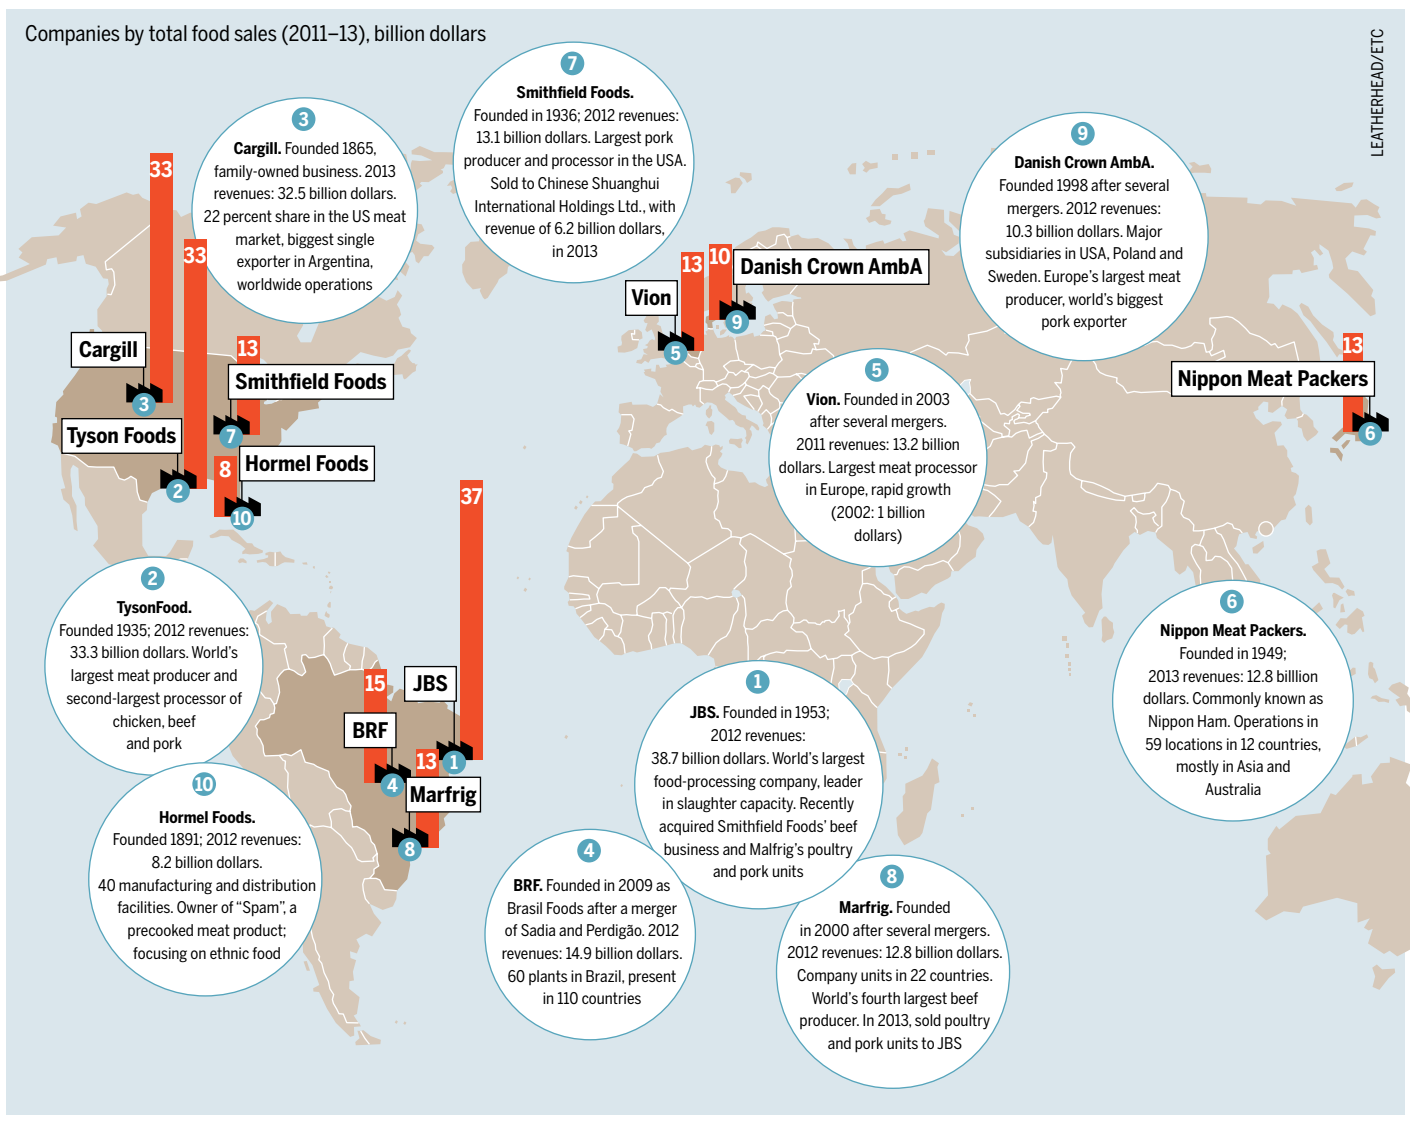 Companies by total food sales (2011–13), billion dollars
LEATHERHEAD/ETC
7
Smithfield Foods.
Founded in 1936; 2012 revenues:
13.1 billion dollars. Largest pork
producer and processor in the USA.
Sold to Chinese Shuanghui
International Holdings Ltd., with
revenue of 6.2 billion dollars,
in 2013
3
Cargill. Founded 1865,
family-owned business. 2013
revenues: 32.5 billion dollars.
22 percent share in the US meat
market, biggest single
exporter in Argentina,
worldwide operations
9
Danish Crown AmbA.
Founded 1998 after several
mergers. 2012 revenues:
10.3 billion dollars. Major
subsidiaries in USA, Poland and
Sweden. Europe's largest meat
producer, world's biggest
pork exporter
33
33
Cargill
3
13
Smithfield Foods
7
Tyson Foods
2
8
Hormel Foods
10
13
Vion
5
10
Danish Crown AmbA
9
13
Nippon Meat Packers
6
5
Vion. Founded in 2003
after several mergers.
2011 revenues: 13.2 billion
dollars. Largest meat processor
in Europe, rapid growth
(2002: 1 billion
dollars)
37
JBS
1
15
BRF
4
13
Marfrig
8
2
TysonFood.
Founded 1935; 2012 revenues:
33.3 billion dollars. World's
largest meat producer and
second-largest processor of
chicken, beef
and pork
6
Nippon Meat Packers.
Founded in 1949;
2013 revenues: 12.8 billlion
dollars. Commonly known as
Nippon Ham. Operations in
59 locations in 12 countries,
mostly in Asia and
Australia
1
JBS. Founded in 1953;
2012 revenues:
38.7 billion dollars. World's largest
food-processing company, leader
in slaughter capacity. Recently
acquired Smithfield Foods' beef
business and Malfrig's poultry
and pork units
10
Hormel Foods.
Founded 1891; 2012 revenues:
8.2 billion dollars.
40 manufacturing and distribution
facilities. Owner of “Spam”, a
precooked meat product;
focusing on ethnic food
4
BRF. Founded in 2009 as
Brasil Foods after a merger
of Sadia and Perdigão. 2012
revenues: 14.9 billion dollars.
60 plants in Brazil, present
in 110 countries
8
Marfrig. Founded
in 2000 after several mergers.
2012 revenues: 12.8 billion dollars.
Company units in 22 countries.
World's fourth largest beef
producer. In 2013, sold poultry
and pork units to JBS